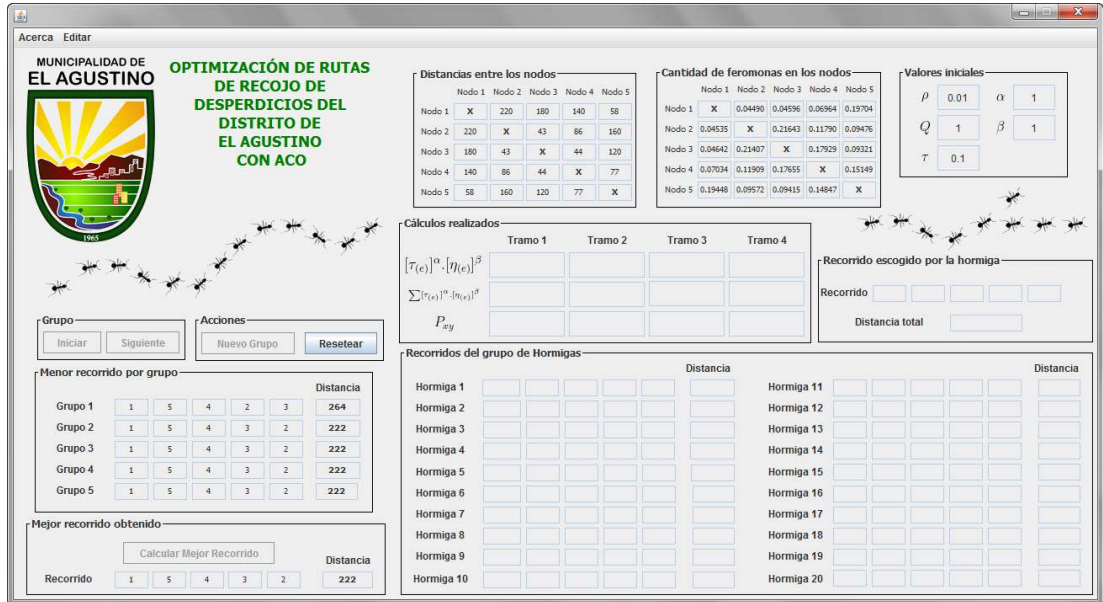 Acerca Editar
MUNICIPALIDAD DE
EL AGUSTINO
1965
OPTIMIZACIÓN DE RUTAS
DE RECOJO DE
DESPERDICIOS DEL
DISTRITO DE
EL AGUSTINO
CON ACO
Distancias entre los nodos
Nodo 1 Nodo 2 Nodo 3 Nodo 4 Nodo 5
Nodo 1 X 220 180 140 58
Nodo 2 220 X 43 86 160
Nodo 3 180 43 X 44 120
Nodo 4 140 86 44 X 77
Nodo 5 58 160 120 77 X
Cantidad de feromonas en los nodos
Nodo 1 Nodo 2 Nodo 3 Nodo 4 Nodo 5
Nodo 1 X 0.04490 0.04596 0.06964 0.19704
Nodo 2 0.04535 X 0.21643 0.11790 0.09476
Nodo 3 0.04642 0.21407 X 0.17929 0.09321
Nodo 4 0.07034 0.11909 0.17655 X 0.15149
Nodo 5 0.19448 0.09572 0.09415 0.14847 X
Valores iniciales
ρ 0.01 α 1
Q 1 β 1
τ 0.1
Cálculos realizados
Tramo 1 Tramo 2 Tramo 3 Tramo 4
[τ(e)]^α.[η(e)]^β
∑[τ(e)]^α.[η(e)]^β
Pxy
Recorrido escogido por la hormiga
Recorrido
Distancia total
Grupo
Iniciar Siguiente
Acciones
Nuevo Grupo Resetear
Menor recorrido por grupo
Distancia
Grupo 1 1 5 4 2 3 264
Grupo 2 1 5 4 3 2 222
Grupo 3 1 5 4 3 2 222
Grupo 4 1 5 4 3 2 222
Grupo 5 1 5 4 3 2 222
Mejor recorrido obtenido
Calcular Mejor Recorrido
Distancia
Recorrido 1 5 4 3 2 222
Recorridos del grupo de Hormigas
Distancia Distancia
Hormiga 1 Hormiga 11
Hormiga 2 Hormiga 12
Hormiga 3 Hormiga 13
Hormiga 4 Hormiga 14
Hormiga 5 Hormiga 15
Hormiga 6 Hormiga 16
Hormiga 7 Hormiga 17
Hormiga 8 Hormiga 18
Hormiga 9 Hormiga 19
Hormiga 10 Hormiga 20